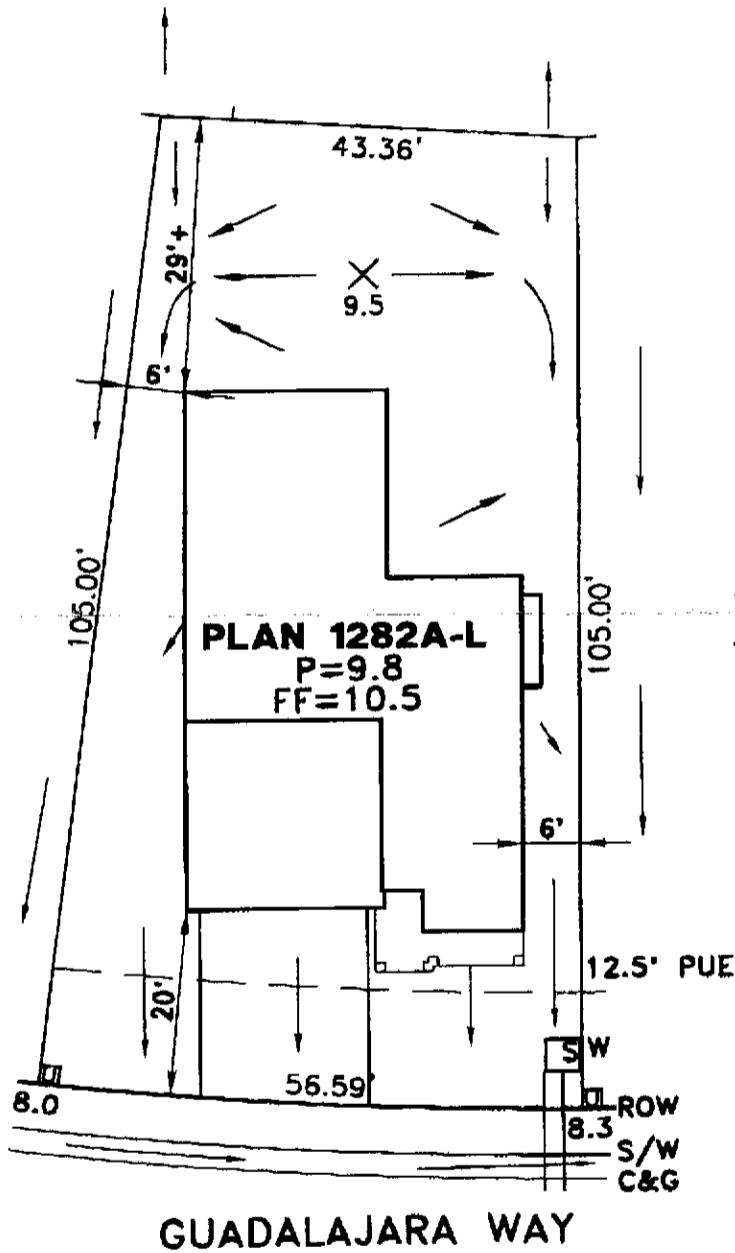 43.36'
29'+
9.5
6'
105.00'
PLAN 1282A-L
P=9.8
FF=10.5
105.00'
6'
12.5' PUE
20'
S W
56.59'
8.0
8.3
ROW
S/W
C&G
GUADALAJARA WAY